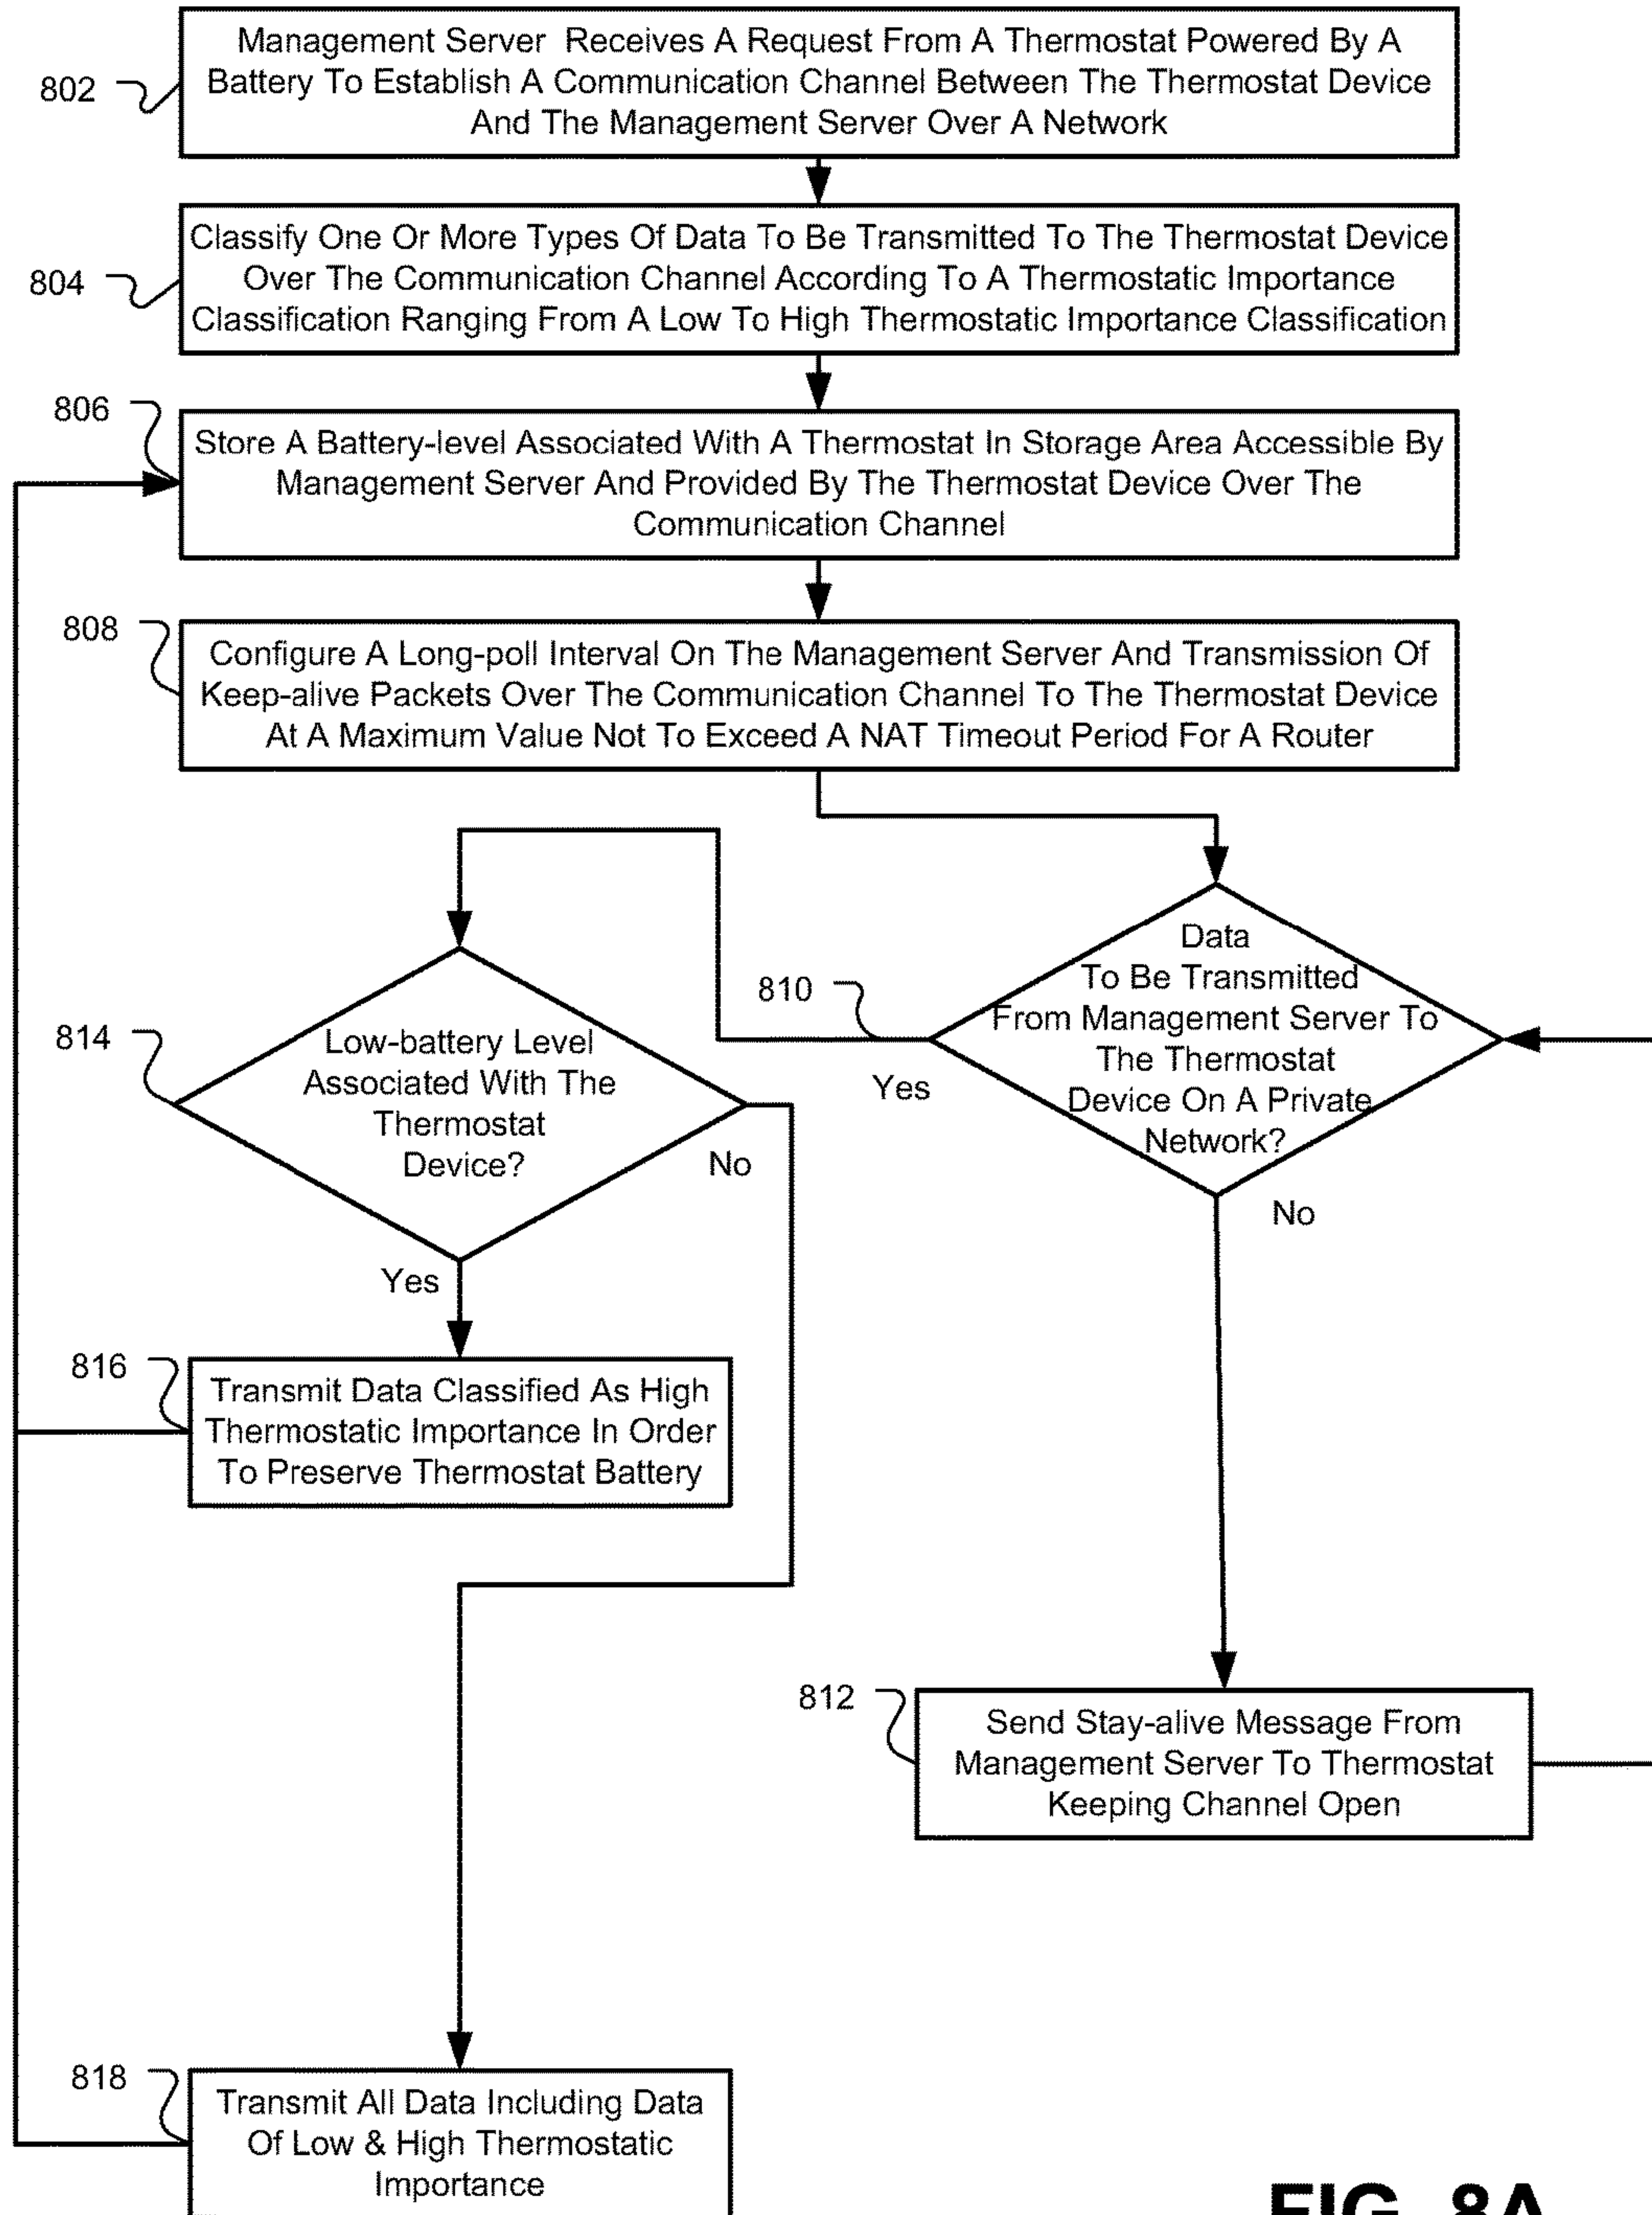 Management Server Receives A Request From A Thermostat Powered By A
Battery To Establish A Communication Channel Between The Thermostat Device
And The Management Server Over A Network
802
Classify One Or More Types Of Data To Be Transmitted To The Thermostat Device
Over The Communication Channel According To A Thermostatic Importance
Classification Ranging From A Low To High Thermostatic Importance Classification
804
806
Store A Battery-level Associated With A Thermostat In Storage Area Accessible By
Management Server And Provided By The Thermostat Device Over The
Communication Channel
808
Configure A Long-poll Interval On The Management Server And Transmission Of
Keep-alive Packets Over The Communication Channel To The Thermostat Device
At A Maximum Value Not To Exceed A NAT Timeout Period For A Router
810
Data
To Be Transmitted
From Management Server To
The Thermostat
Device On A Private
Network?
Yes
No
814
Low-battery Level
Associated With The
Thermostat
Device?
No
Yes
816
Transmit Data Classified As High
Thermostatic Importance In Order
To Preserve Thermostat Battery
812
Send Stay-alive Message From
Management Server To Thermostat
Keeping Channel Open
818
Transmit All Data Including Data
Of Low & High Thermostatic
Importance
FIG. 8A